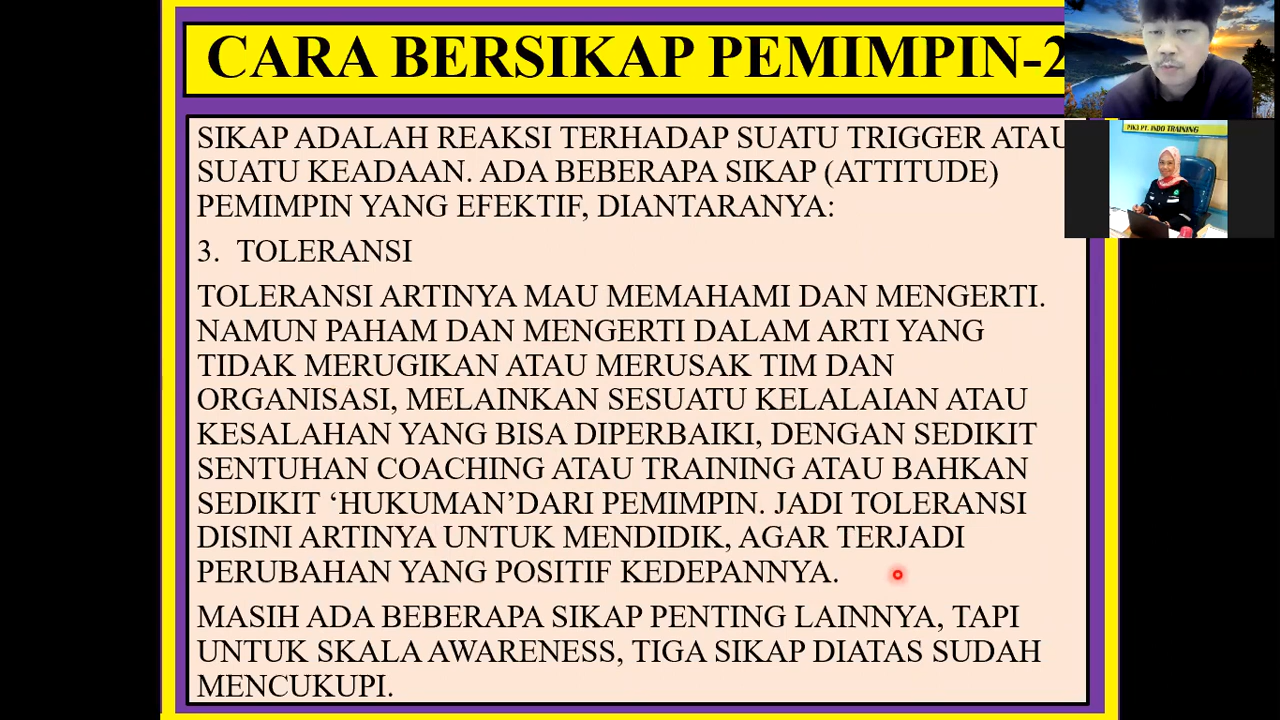 CARA BERSIKAP PEMIMPIN-2
PJK3 PT. INDO TRAINING
SIKAP ADALAH REAKSI TERHADAP SUATU TRIGGER ATAU
SUATU KEADAAN. ADA BEBERAPA SIKAP (ATTITUDE)
PEMIMPIN YANG EFEKTIF, DIANTARANYA:
3. TOLERANSI
TOLERANSI ARTINYA MAU MEMAHAMI DAN MENGERTI.
NAMUN PAHAM DAN MENGERTI DALAM ARTI YANG
TIDAK MERUGIKAN ATAU MERUSAK TIM DAN
ORGANISASI, MELAINKAN SESUATU KELALAIAN ATAU
KESALAHAN YANG BISA DIPERBAIKI, DENGAN SEDIKIT
SENTUHAN COACHING ATAU TRAINING ATAU BAHKAN
SEDIKIT ‘HUKUMAN’DARI PEMIMPIN. JADI TOLERANSI
DISINI ARTINYA UNTUK MENDIDIK, AGAR TERJADI
PERUBAHAN YANG POSITIF KEDEPANNYA.
MASIH ADA BEBERAPA SIKAP PENTING LAINNYA, TAPI
UNTUK SKALA AWARENESS, TIGA SIKAP DIATAS SUDAH
MENCUKUPI.